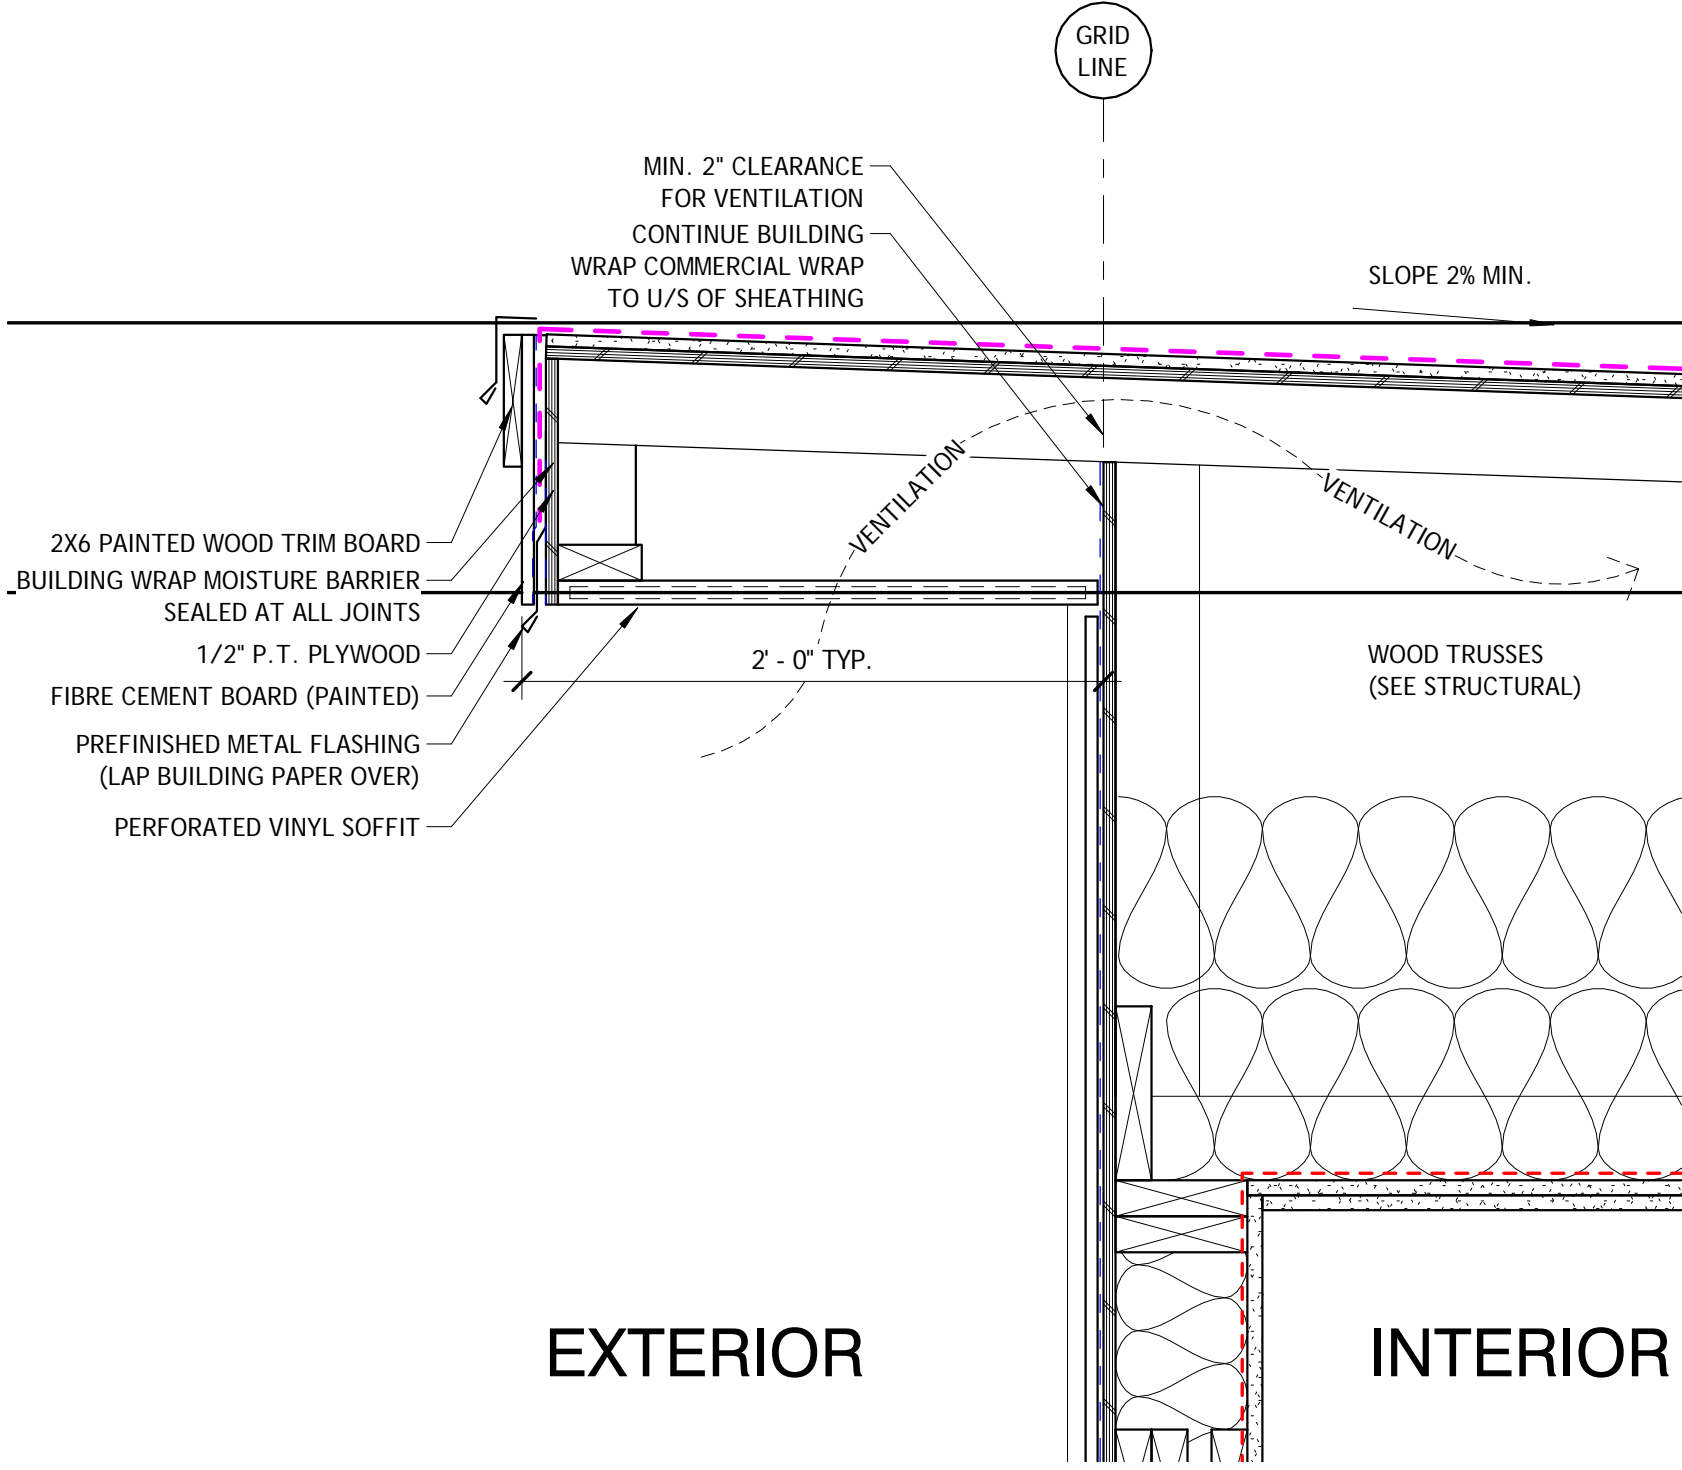 GRID
LINE
MIN. 2" CLEARANCE
FOR VENTILATION
CONTINUE BUILDING
WRAP COMMERCIAL WRAP
TO U/S OF SHEATHING
SLOPE 2% MIN.
VENTILATION
VENTILATION
2X6 PAINTED WOOD TRIM BOARD
BUILDING WRAP MOISTURE BARRIER
SEALED AT ALL JOINTS
1/2" P.T. PLYWOOD
FIBRE CEMENT BOARD (PAINTED)
PREFINISHED METAL FLASHING
(LAP BUILDING PAPER OVER)
PERFORATED VINYL SOFFIT
2' - 0" TYP.
WOOD TRUSSES
(SEE STRUCTURAL)
EXTERIOR
INTERIOR